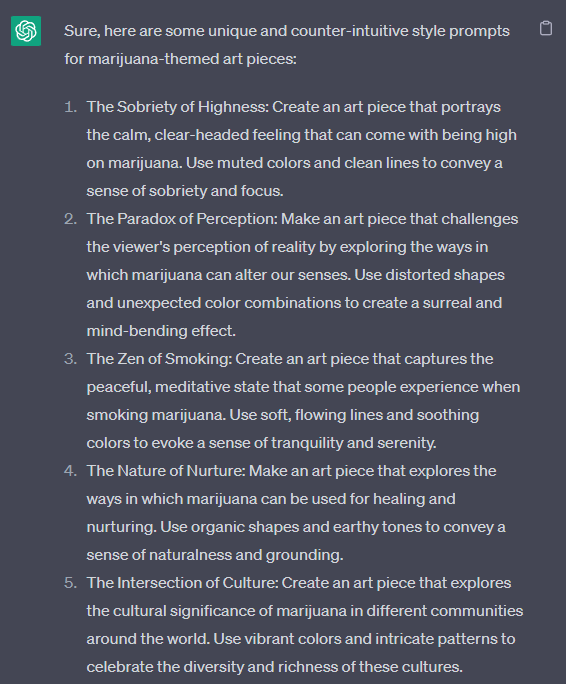 Sure, here are some unique and counter-intuitive style prompts
for marijuana-themed art pieces:
1. The Sobriety of Highness: Create an art piece that portrays
the calm, clear-headed feeling that can come with being high
on marijuana. Use muted colors and clean lines to convey a
sense of sobriety and focus.
2. The Paradox of Perception: Make an art piece that challenges
the viewer's perception of reality by exploring the ways in
which marijuana can alter our senses. Use distorted shapes
and unexpected color combinations to create a surreal and
mind-bending effect.
3. The Zen of Smoking: Create an art piece that captures the
peaceful, meditative state that some people experience when
smoking marijuana. Use soft, flowing lines and soothing
colors to evoke a sense of tranquility and serenity.
4. The Nature of Nurture: Make an art piece that explores the
ways in which marijuana can be used for healing and
nurturing. Use organic shapes and earthy tones to convey a
sense of naturalness and grounding.
5. The Intersection of Culture: Create an art piece that explores
the cultural significance of marijuana in different communities
around the world. Use vibrant colors and intricate patterns to
celebrate the diversity and richness of these cultures.